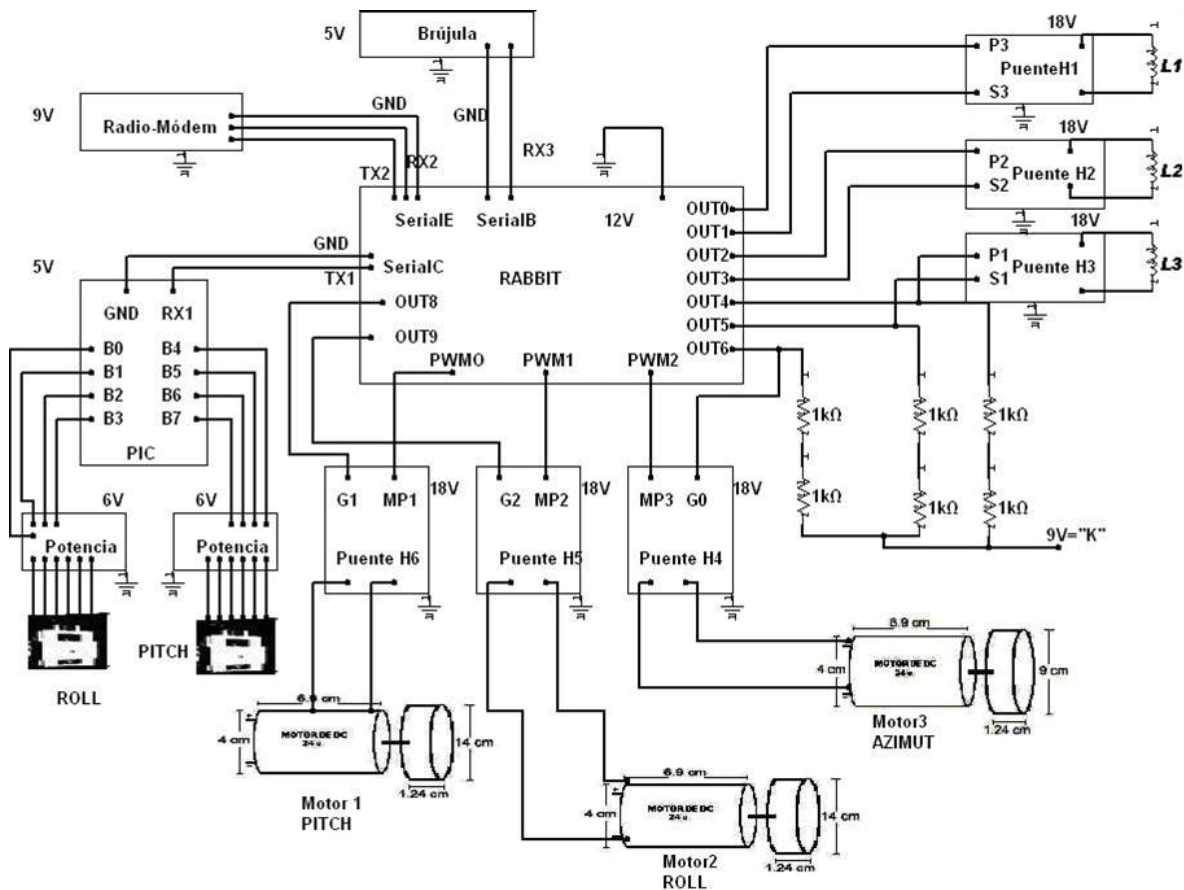 5V
Brújula
18V
P3
PuenteH1
S3
L1
9V
Radio-Módem
GND
GND
RX3
TX2
RX2
18V
P2
Puente H2
S2
L2
SerialE
SerialB
12V
OUT0
OUT1
OUT2
OUT3
OUT4
OUT5
OUT6
18V
P1
Puente H3
S1
L3
GND
TX1
SerialC
RABBIT
OUT8
OUT9
PWM0
PWM1
PWM2
5V
GND
RX1
B0
B4
B1
B5
B2
B6
B3
B7
PIC
1kΩ
1kΩ
1kΩ
1kΩ
1kΩ
1kΩ
9V="K"
6V
Potencia
6V
Potencia
G1
MP1
18V
Puente H6
G2
MP2
18V
Puente H5
MP3
G0
18V
Puente H4
ROLL
PITCH
6.9 cm
4 cm
MOTOR DE DC
14 cm
1.24 cm
Motor 1
PITCH
6.9 cm
4 cm
MOTOR DE DC
14 cm
1.24 cm
Motor2
ROLL
6.9 cm
4 cm
MOTOR DE DC
9 cm
1.24 cm
Motor3
AZIMUT